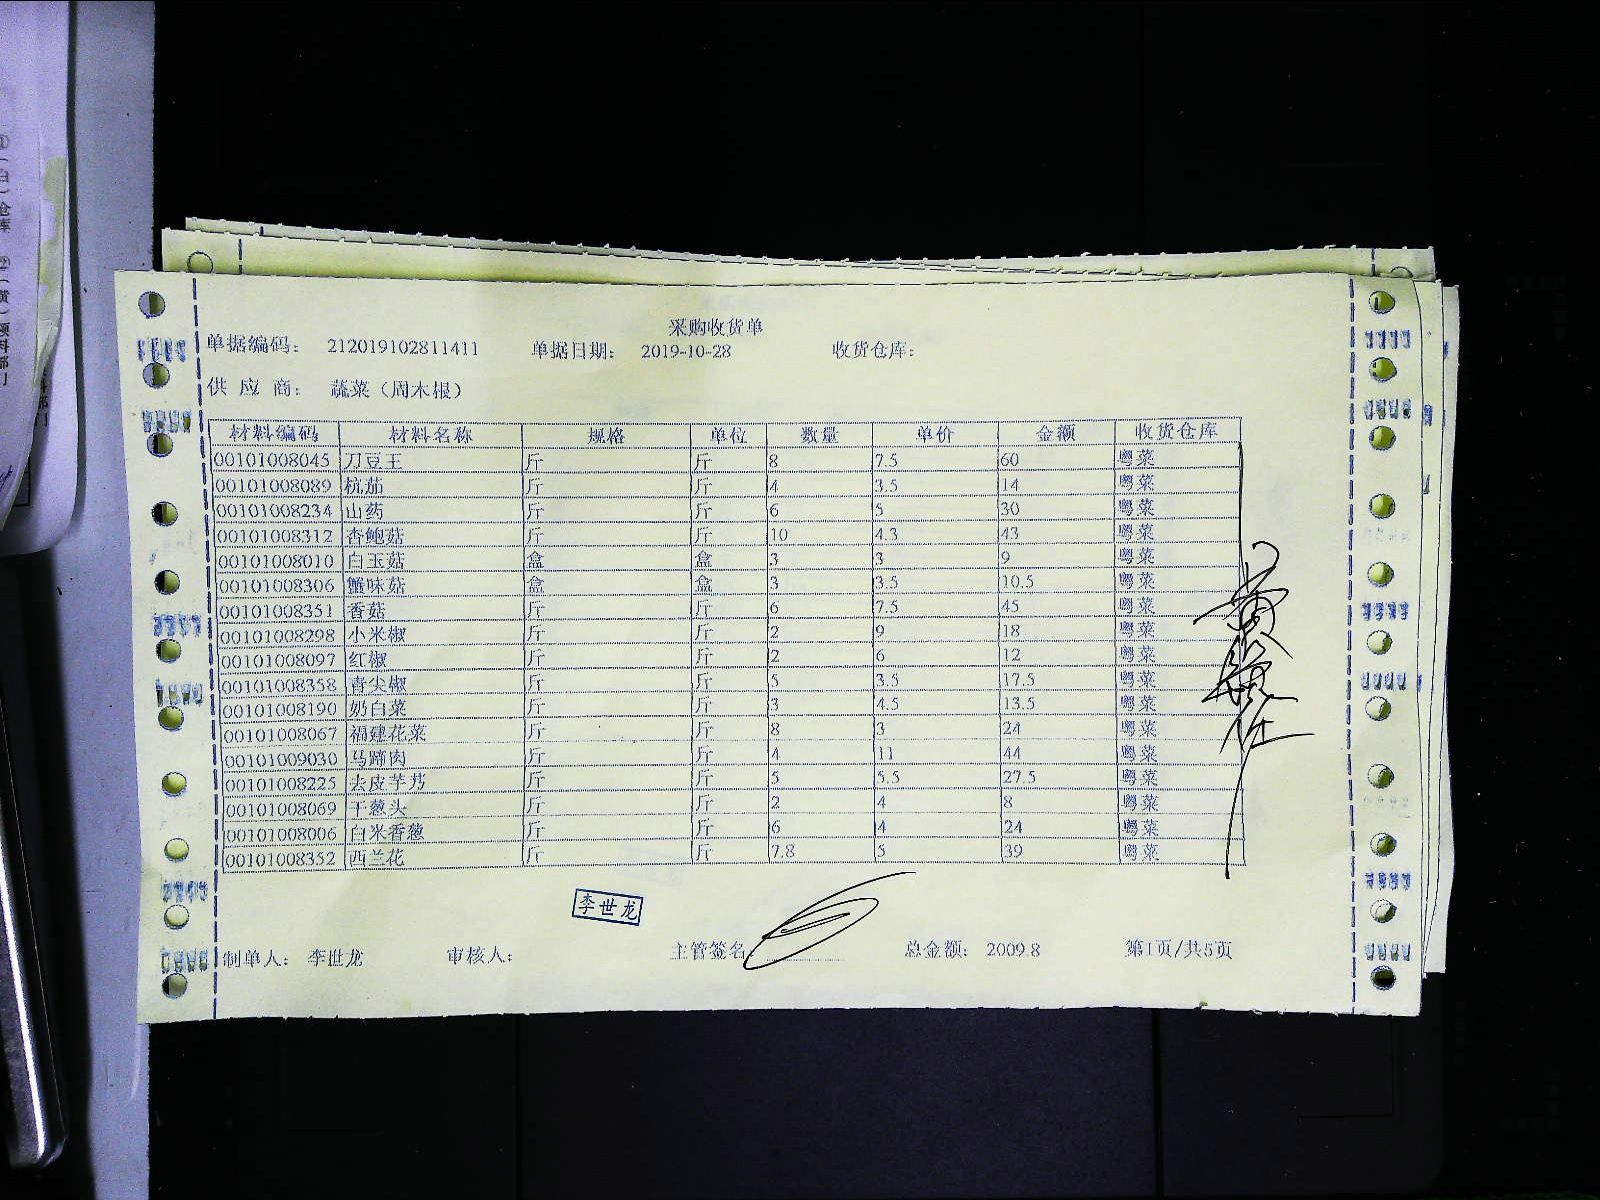 采购收货单
单据编码： 212019102811411 单据日期： 2019-10-28 收货仓库：
供 应 商： 蔬菜（周木根）
材料编码 材料名称 规格 单位 数量 单价 金额 收货仓库
00101008045 刀豆王 斤 斤 8 7.5 60 粤菜
00101008089 杭茄 斤 斤 4 3.5 14 粤菜
00101008234 山药 斤 斤 6 5 30 粤菜
00101008312 杏鲍菇 斤 斤 10 4.3 43 粤菜
00101008010 白玉菇 盒 盒 3 3 9 粤菜
00101008306 蟹味菇 盒 盒 3 3.5 10.5 粤菜
00101008351 香菇 斤 斤 6 7.5 45 粤菜
00101008298 小米椒 斤 斤 2 9 18 粤菜
00101008097 红椒 斤 斤 2 6 12 粤菜
00101008358 青尖椒 斤 斤 5 3.5 17.5 粤菜
00101008190 奶白菜 斤 斤 3 4.5 13.5 粤菜
00101008067 福建花菜 斤 斤 8 3 24 粤菜
00101009030 马蹄肉 斤 斤 4 11 44 粤菜
00101008225 去皮芋艿 斤 斤 5 5.5 27.5 粤菜
00101008069 干葱头 斤 斤 2 4 8 粤菜
00101008006 白米香葱 斤 斤 6 4 24 粤菜
00101008352 西兰花 斤 斤 7.8 5 39 粤菜
李世龙
制单人： 李世龙 审核人： 主管签名： 总金额： 2009.8 第1页/共5页